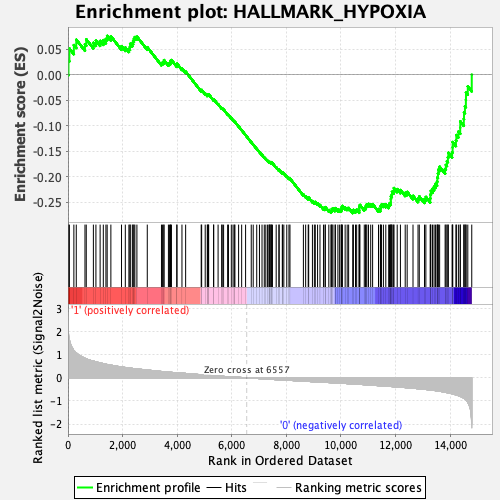 Enrichment plot: HALLMARK_HYPOXIA
Enrichment score (ES)
0.05
0.00
-0.05
-0.10
-0.15
-0.20
-0.25
'1' (positively correlated)
Ranked list metric (Signal2Noise)
3
2
1
0
-1
-2
Zero cross at 6557
'0' (negatively correlated)
0
2,000
4,000
6,000
8,000
10,000
12,000
14,000
Rank in Ordered Dataset
Enrichment profile
Hits
Ranking metric scores